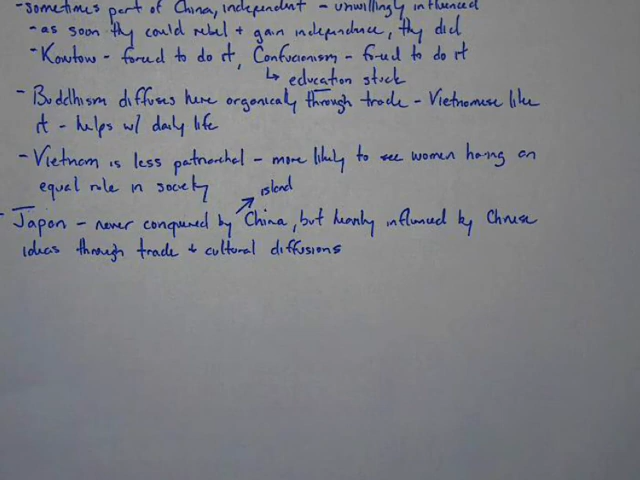 -sometimes part of China, independent - unwillingly influenced
-as soon thy could rebel + gain independence, thy did
-Kowtow - forced to do it, Confucianism - forced to do it
↳ education stuck
- Buddhism diffuses here organically through trade - Vietnamese like
it - helps w/ daily life
- Vietnam is less patriarchal - more likely to see women having an
equal role in society
island
- Japan - never conquered by China, but heavily influenced by Chinese
ideas through trade + cultural diffusions